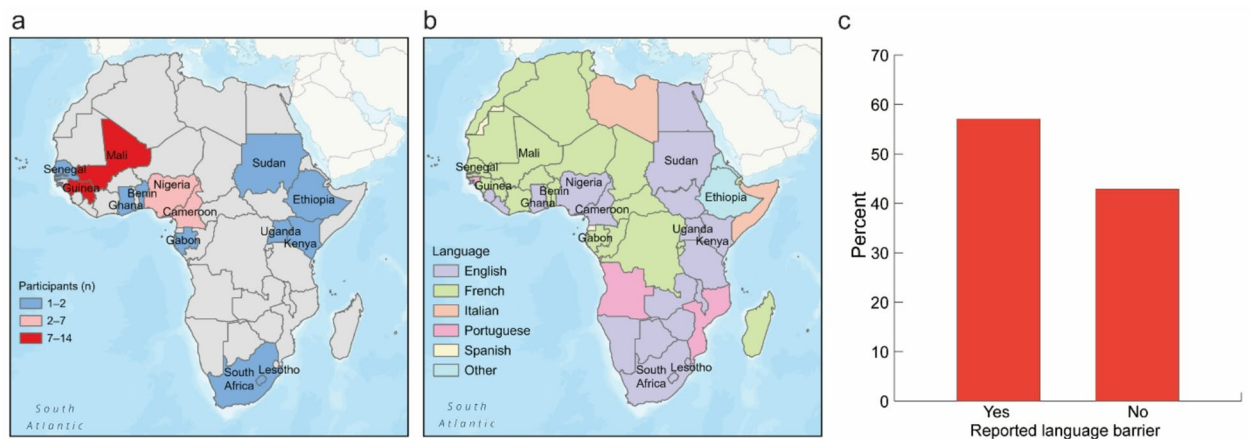 a
Mali
Senegal
Guinea
Benin
Ghana
Nigeria
Cameroon
Gabon
Sudan
Ethiopia
Uganda
Kenya
South
Africa
Lesotho
Participants (n)
1–2
2–7
7–14
South
Atlantic
b
Mali
Senegal
Guinea
Benin
Ghana
Nigeria
Cameroon
Gabon
Sudan
Ethiopia
Uganda
Kenya
South
Africa
Lesotho
Language
English
French
Italian
Portuguese
Spanish
Other
South
Atlantic
c
Percent
70
60
50
40
30
20
10
0
Yes No
Reported language barrier